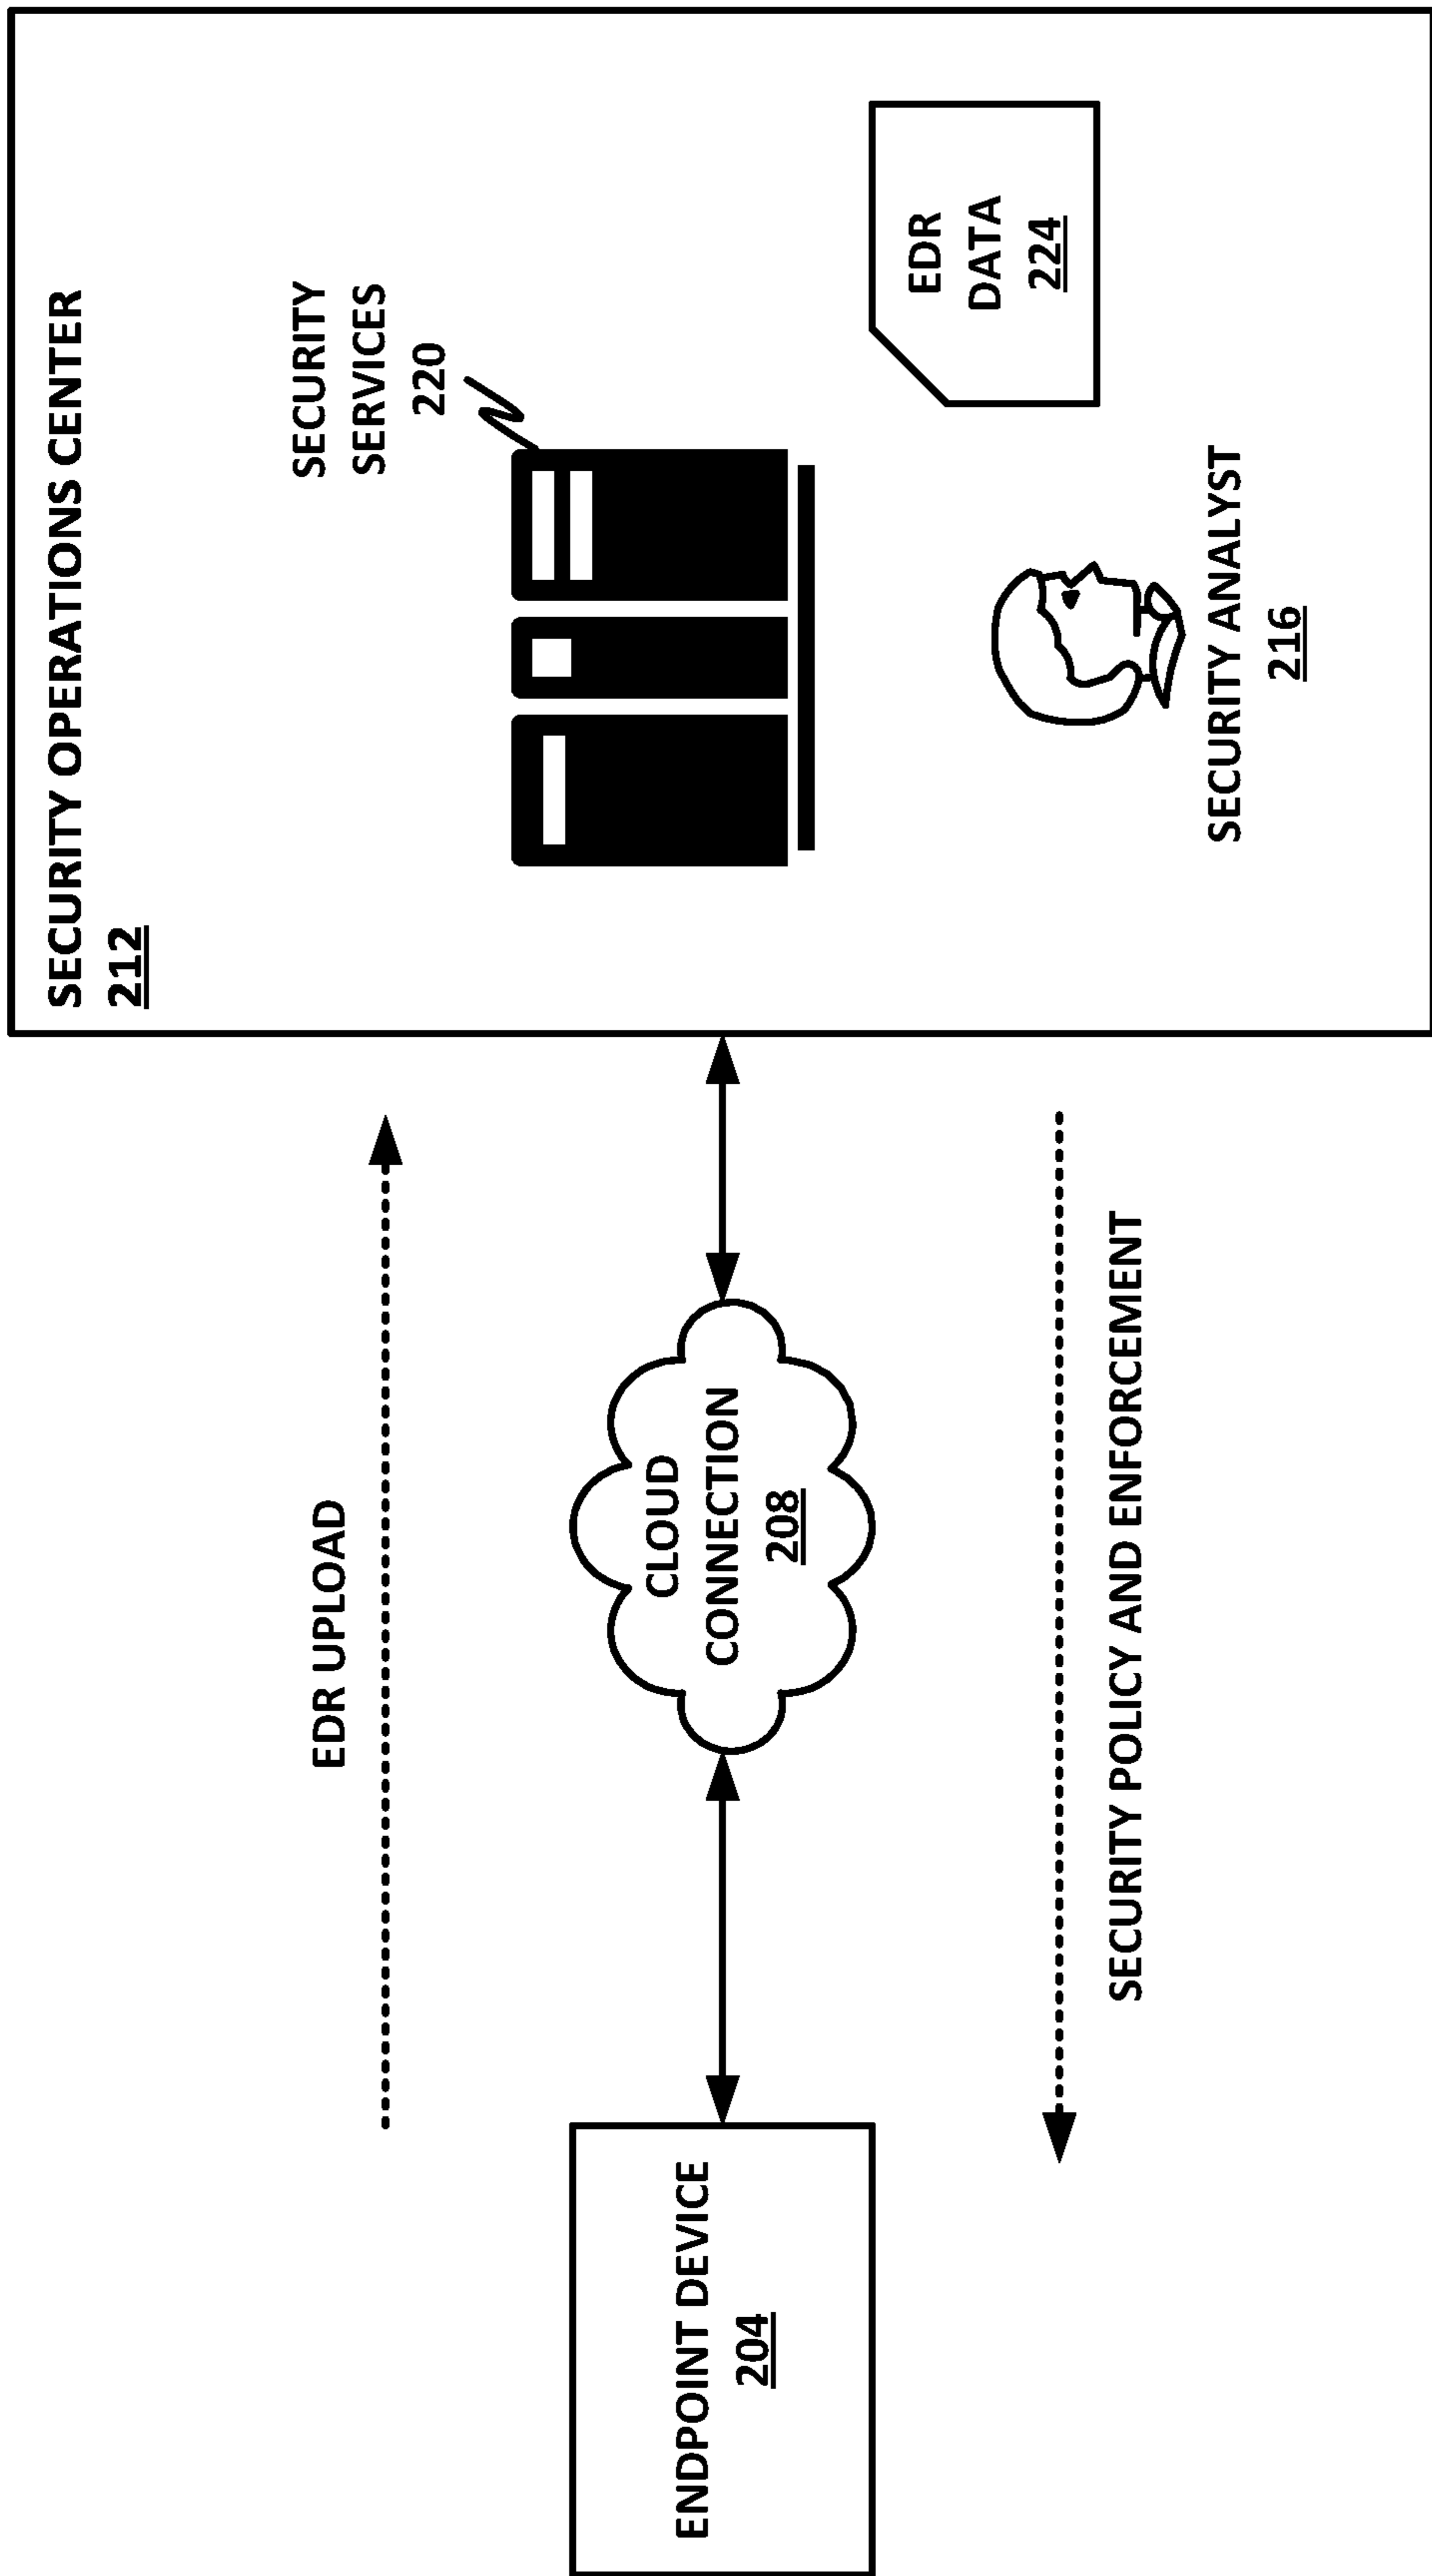 SECURITY OPERATIONS CENTER
212
SECURITY
SERVICES
220
EDR
DATA
224
SECURITY ANALYST
216
EDR UPLOAD
CLOUD
CONNECTION
208
SECURITY POLICY AND ENFORCEMENT
ENDPOINT DEVICE
204